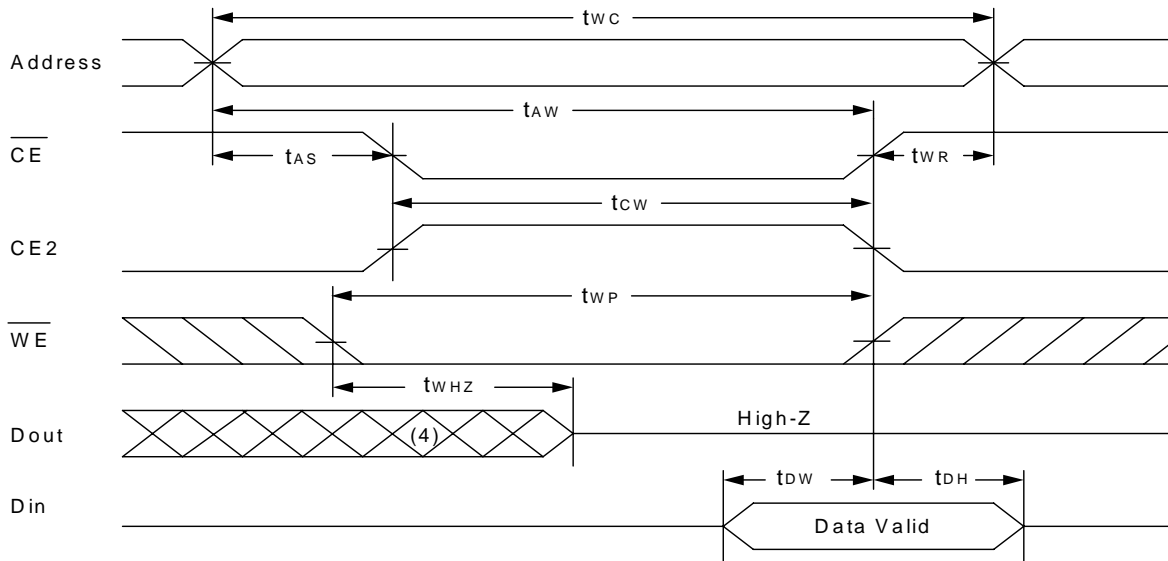 tWC
Address
tAW
CE
tAS
tWR
tCW
CE2
tWP
WE
tWHZ
Dout
(4)
High-Z
tDW
tDH
Din
Data Valid